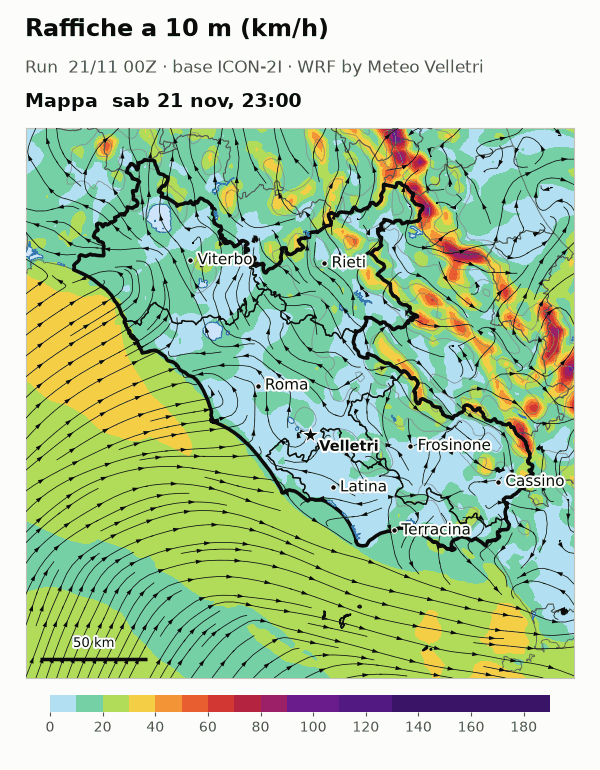 Raffiche a 10 m (km/h)
Run  21/11 00Z · base ICON-2I · WRF by Meteo Velletri
Mappa  sab 21 nov, 23:00
Viterbo
Rieti
Roma
Velletri
Frosinone
Cassino
Latina
Terracina
50 km
0 20 40 60 80 100 120 140 160 180